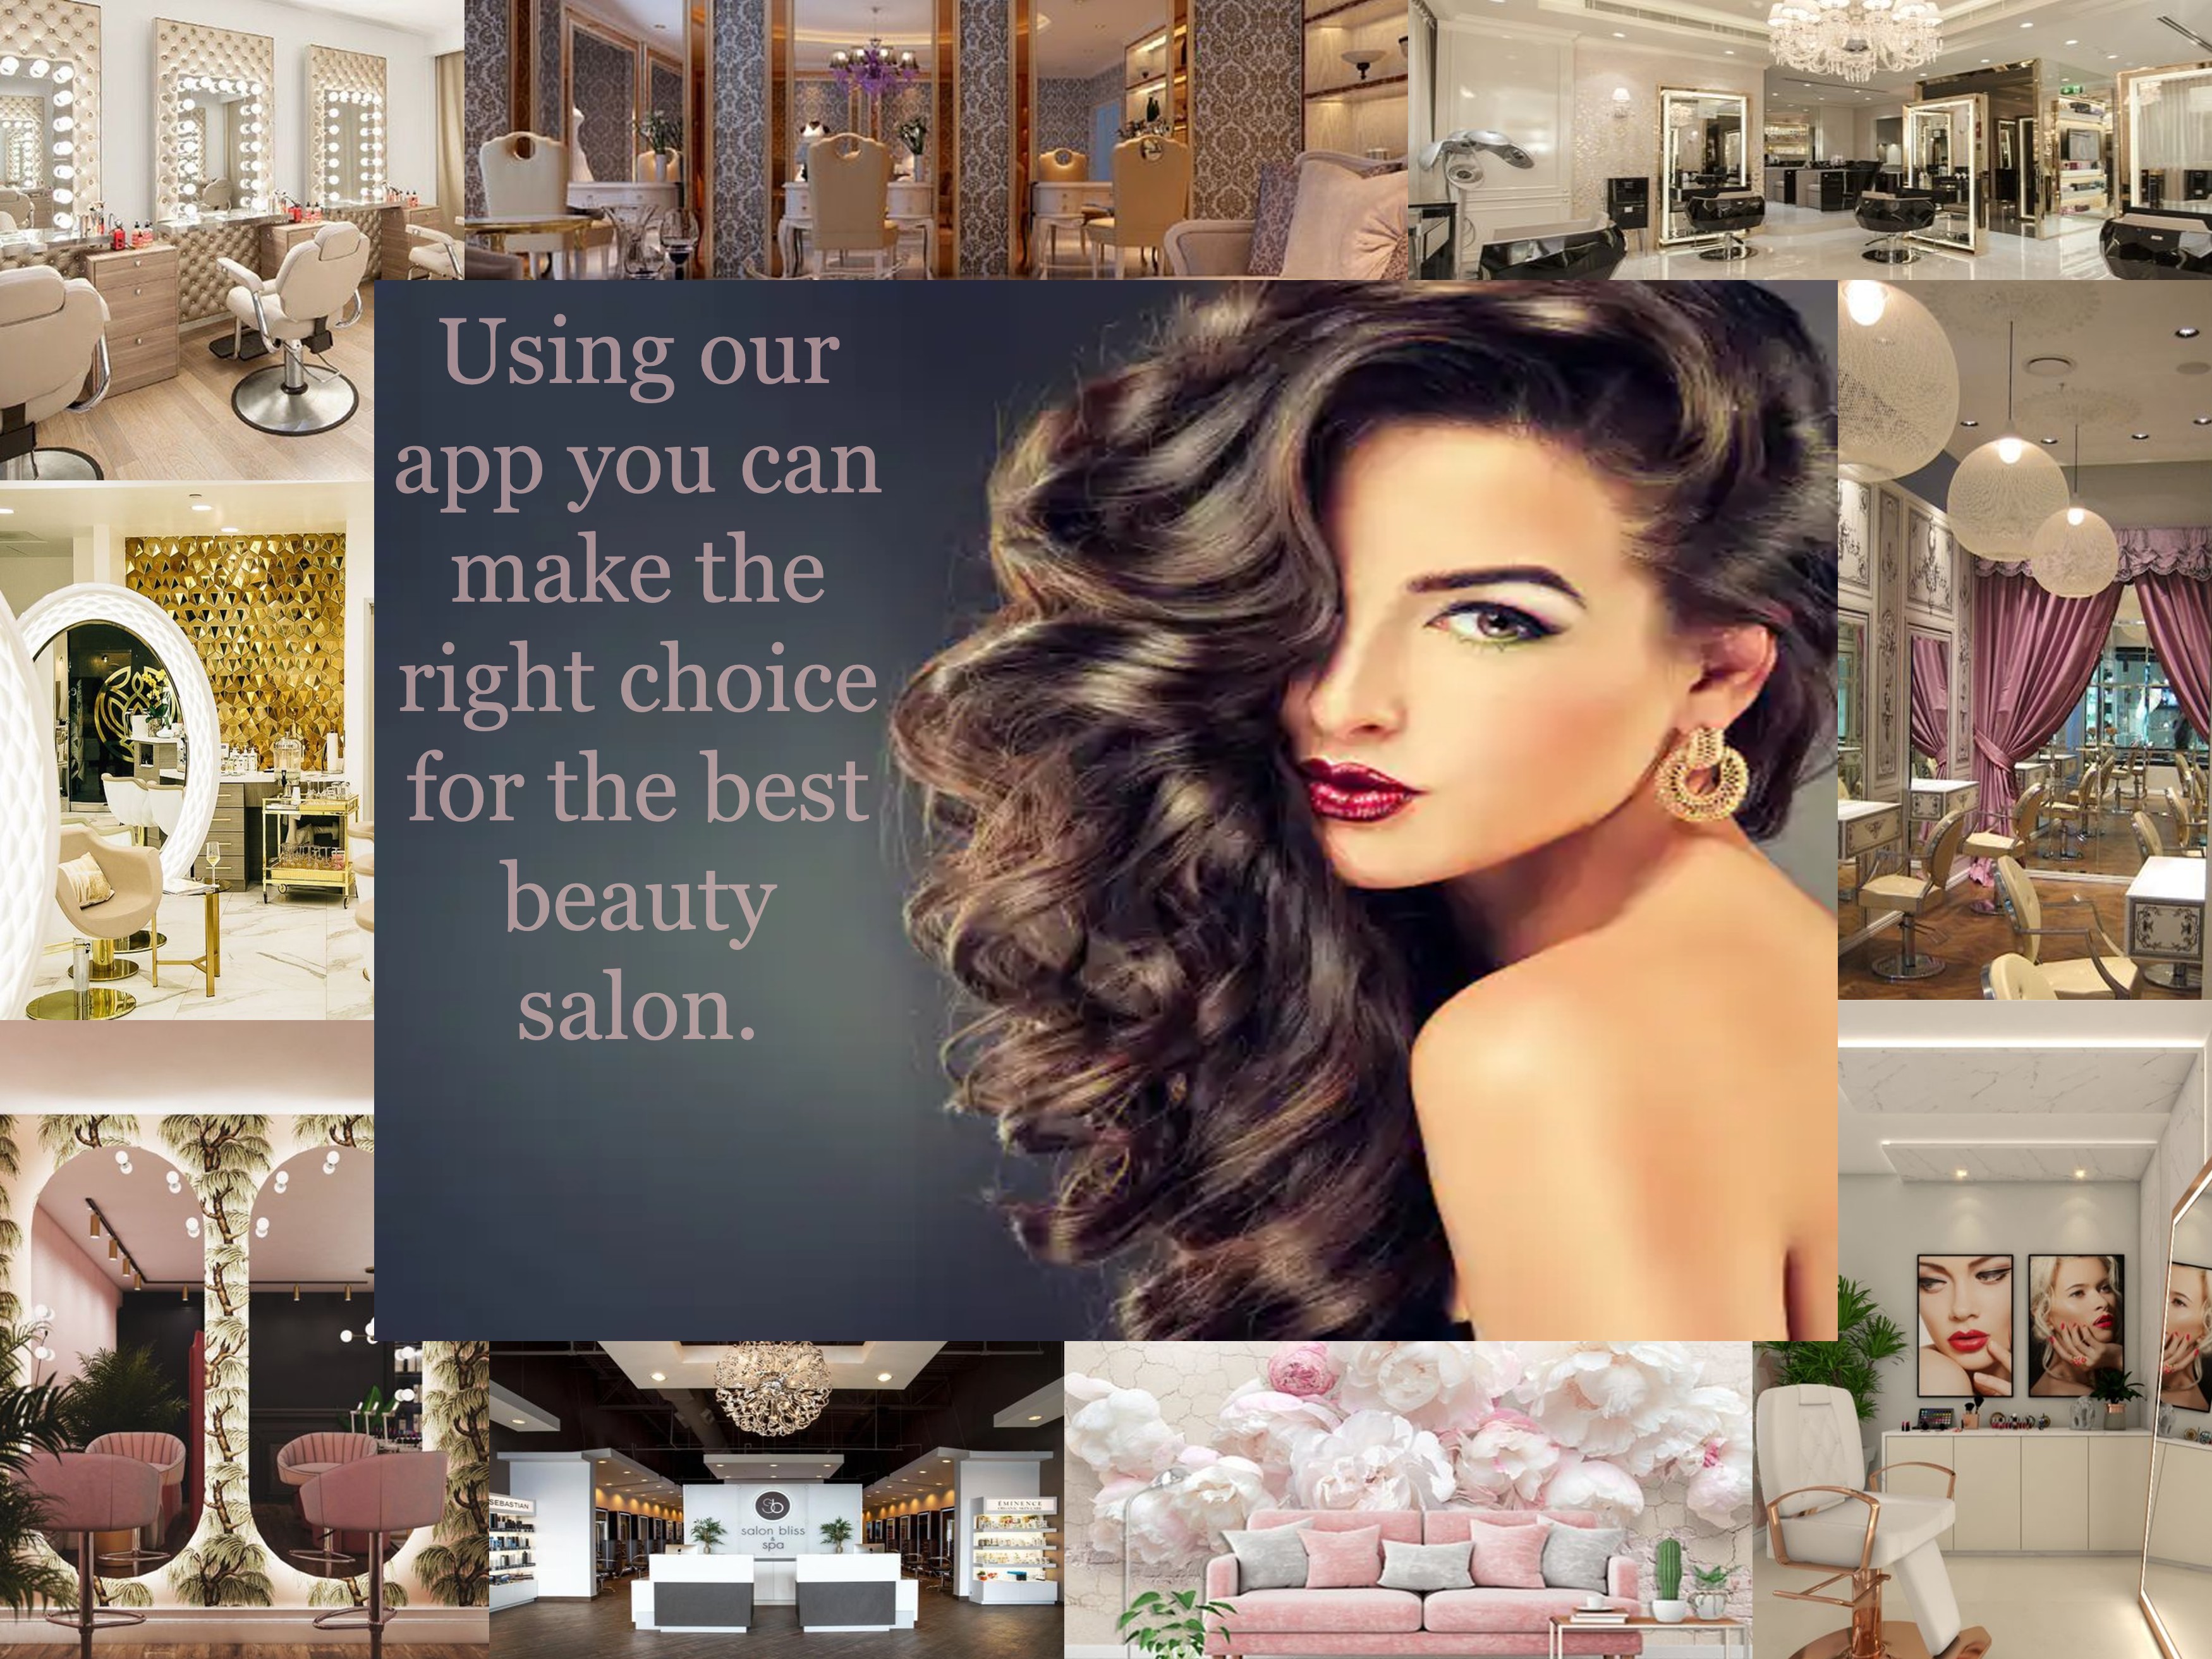 Using our
app you can
make the
right choice
for the best
beauty
salon.
SEBASTIAN
salon bliss
&
spa
EMINENCE